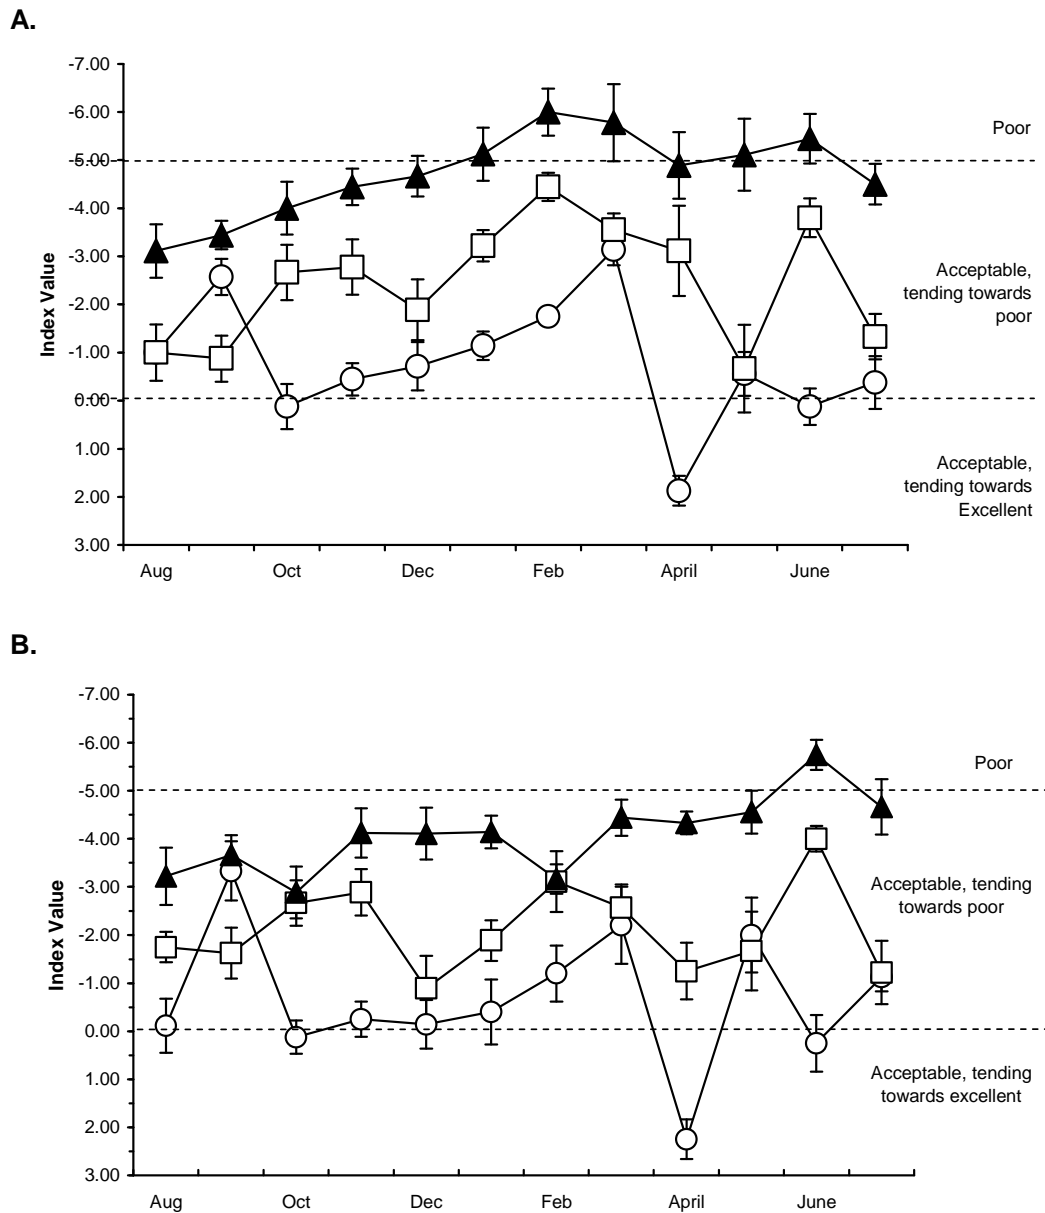 A.
-7.00
-6.00
Poor
-5.00
-4.00
-3.00
Acceptable,
tending towards
poor
-2.00
-1.00
0.00
1.00
Acceptable,
tending towards
Excellent
2.00
3.00
Index Value
Aug Oct Dec Feb April June
B.
-7.00
-6.00
Poor
-5.00
-4.00
-3.00
Acceptable, tending
towards poor
-2.00
-1.00
0.00
1.00
Acceptable, tending
towards excellent
2.00
3.00
Index Value
Aug Oct Dec Feb April June